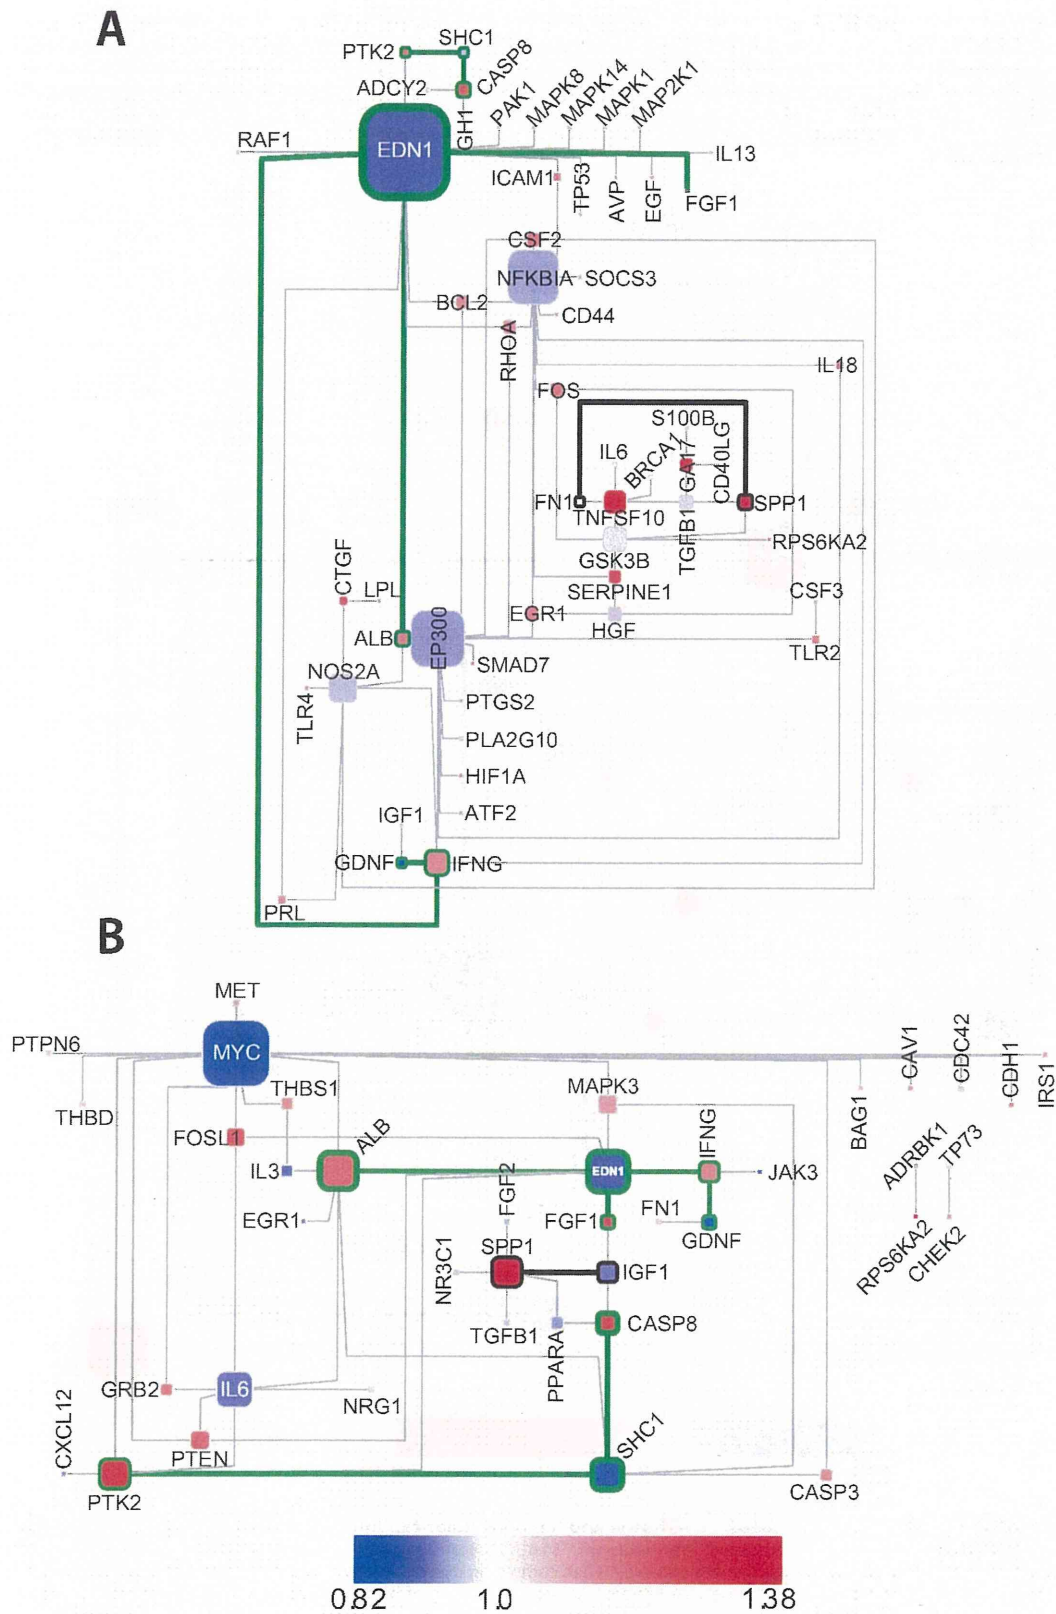 A
SHC1
PTK2
ADCY2
CASP8
GH1
PAK1
MAPK8
MAPK14
MAPK1
MAP2K1
RAF1
EDN1
IL13
ICAM1
TP53
AVP
EGF
FGF1
CSF2
NFKBIA
SOCS3
BCL2
CD44
RHOA
IL18
FOS
S100B
IL6
BRCA1
CD40LG
FN1
TNFSF10
TGFB1
SPP1
GSK3B
RPS6KA2
SERPINE1
CTGF
LPL
CSF3
EGR1
HGF
ALB
EP300
TLR2
NOS2A
SMAD7
TLR4
PTGS2
PLA2G10
HIF1A
IGF1
ATF2
GDNF
IFNG
PRL
B
MET
PTPN6
MYC
CAV1
CDC42
CDH1
IRS1
THBS1
MAPK3
THBD
BAG1
FOSL1
ALB
IFNG
ADRBK1
TP73
IL3
EDN1
JAK3
EGR1
FGF2
FGF1
FN1
GDNF
NR3C1
SPP1
IGF1
RPS6KA2
CHEK2
TGFB1
PPARA
CASP8
GRB2
IL6
NRG1
CXCL12
PTEN
SHC1
PTK2
CASP3
0.82 1.0 1.38